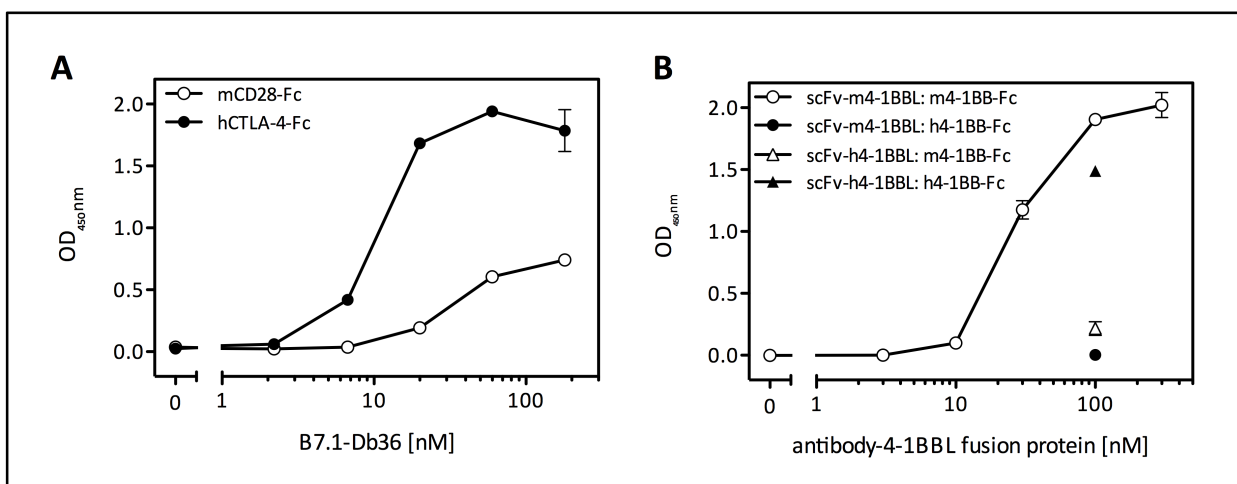 A
mCD28-Fc
hCTLA-4-Fc
2.0
1.5
1.0
0.5
0.0
OD450nm
0
1
10
100
B7.1-Db36 [nM]
B
scFv-m4-1BBL: m4-1BB-Fc
scFv-m4-1BBL: h4-1BB-Fc
scFv-h4-1BBL: m4-1BB-Fc
scFv-h4-1BBL: h4-1BB-Fc
2.0
1.5
1.0
0.5
0.0
OD450nm
0
1
10
100
antibody-4-1BBL fusion protein [nM]